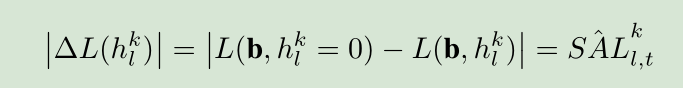 |ΔL(h_l^k)| = |L(𝐛, h_l^k = 0) − L(𝐛, h_l^k)| = SÂL_{l,t}^k